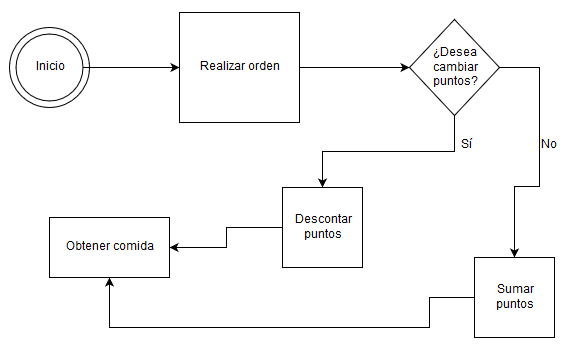 Inicio
Realizar orden
¿Desea
cambiar
puntos?
Sí
No
Descontar
puntos
Obtener comida
Sumar
puntos